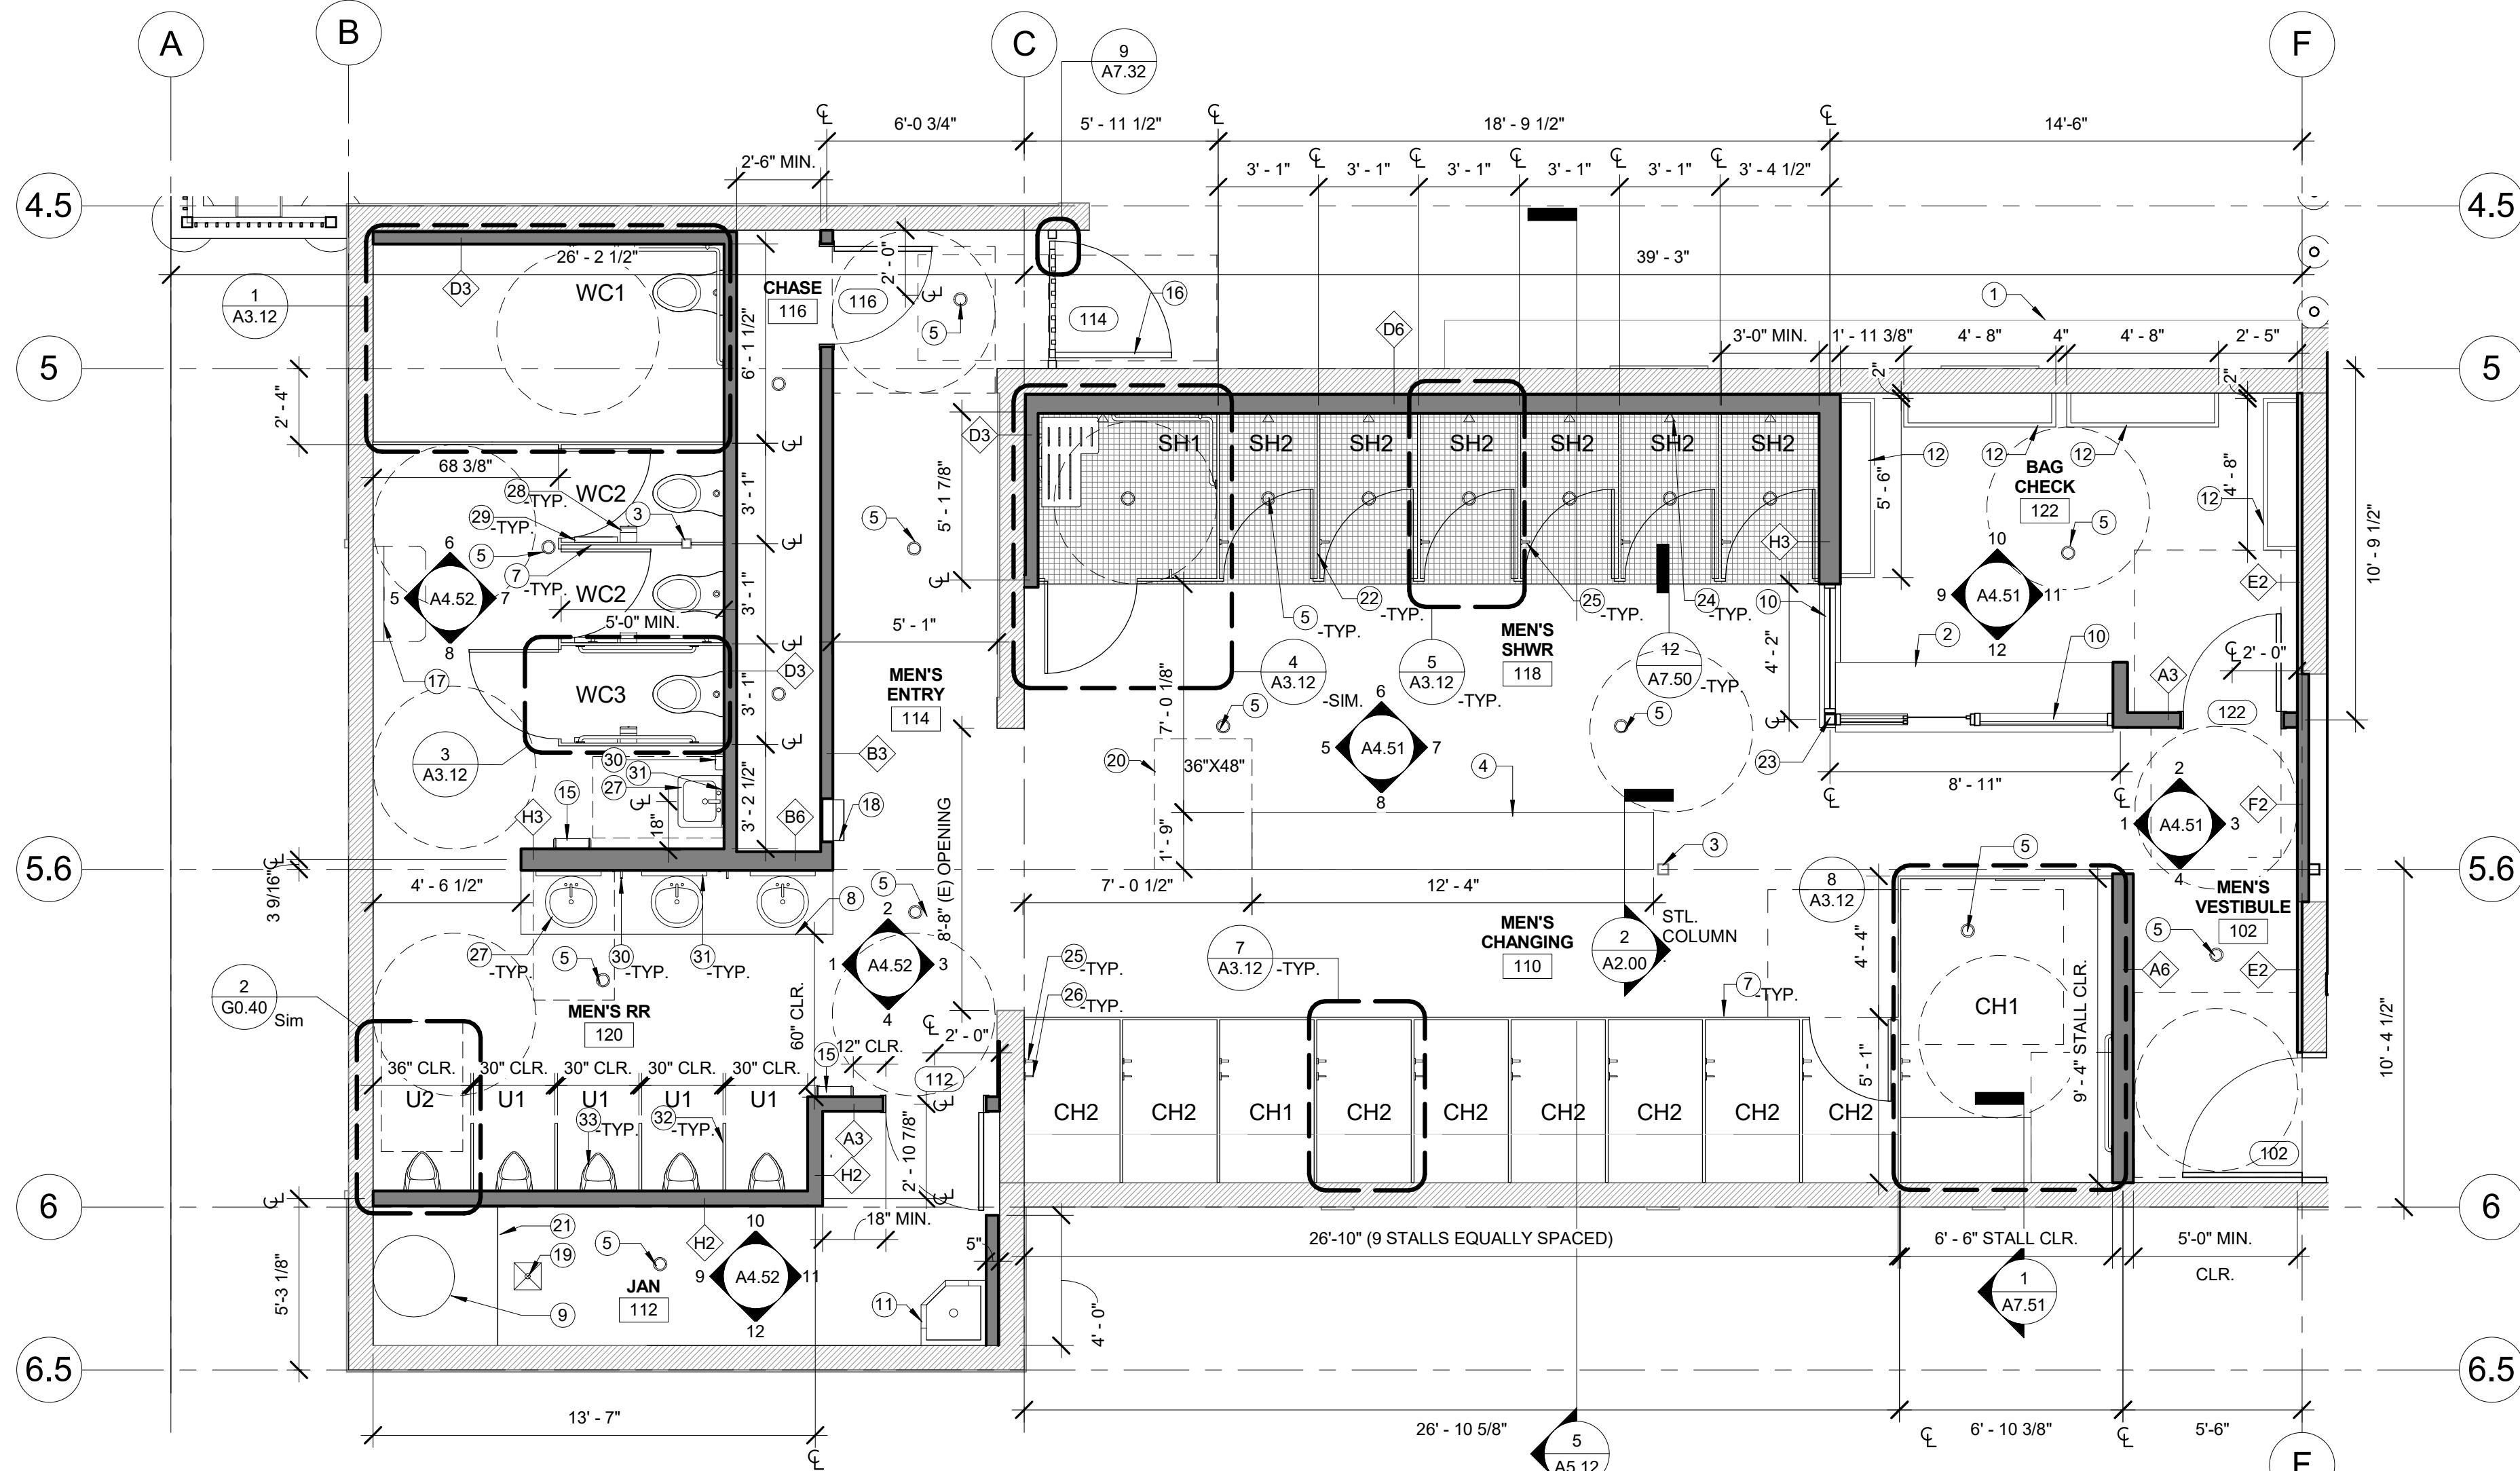 A
B
C
F
9
A7.32
6'-0 3/4"
5' - 11 1/2"
18' - 9 1/2"
14'-6"
2'-6" MIN.
3' - 1"
3' - 1"
3' - 1"
3' - 1"
3' - 1"
3' - 4 1/2"
4.5
4.5
26' - 2 1/2"
39' - 3"
WC1
D3
CHASE
116
116
2' - 0"
5
114
16
1
1
A3.12
D6
3'-0" MIN.
1' - 11 3/8"
4' - 8"
4"
4' - 8"
2' - 5"
5
5
2' - 4"
6' - 1 1/2"
2"
2"
D3
SH1
SH2
SH2
SH2
SH2
SH2
SH2
12
12
12
BAG
CHECK
122
4' - 8"
12
5
68 3/8"
28
-TYP.
WC2
29
-TYP.
3
5
7
-TYP.
3' - 1"
5
5' - 1 7/8"
H3
5' - 6"
10' - 9 1/2"
6
5
A4.52
7
8
WC2
5'-0" MIN.
3' - 1"
5' - 1"
22
-TYP.
5
-TYP.
25
-TYP.
24
-TYP.
10
10
9
A4.51
11
12
E2
2
10
2' - 0"
17
WC3
3' - 1"
D3
MEN'S
ENTRY
114
4
A3.12
-SIM.
5
A3.12
-TYP.
MEN'S
SHWR
118
12
A7.50
-TYP.
4' - 2"
A3
122
3
A3.12
30
31
27
15
18"
3' - 2 1/2"
B3
B6
18
H3
8'-8" (E) OPENING
7' - 0 1/8"
5
20
36"X48"
1' - 9"
6
5
A4.51
7
8
4
5
23
8' - 11"
2
1
A4.51
3
4
F2
5.6
5.6
3 9/16"
4' - 6 1/2"
5
8
7' - 0 1/2"
12' - 4"
3
8
A3.12
5
MEN'S
VESTIBULE
102
5
27
-TYP.
5
30
-TYP.
31
-TYP.
2
1
A4.52
3
4
MEN'S
CHANGING
110
2
A2.00
STL.
COLUMN
7
A3.12
-TYP.
25
-TYP.
26
-TYP.
7
-TYP.
4' - 4"
9' - 4" STALL CLR.
A6
E2
2
G0.40
Sim
MEN'S RR
120
60" CLR.
12" CLR.
2' - 0"
15
112
CH1
5' - 1"
10' - 4 1/2"
36" CLR.
30" CLR.
30" CLR.
30" CLR.
30" CLR.
U2
U1
U1
U1
U1
33
-TYP.
32
-TYP.
A3
H2
2' - 10 7/8"
CH2
CH2
CH1
CH2
CH2
CH2
CH2
CH2
CH2
102
6
6
21
19
5
H2
10
9
A4.52
11
12
18" MIN.
5"
26'-10" (9 STALLS EQUALLY SPACED)
6' - 6" STALL CLR.
5'-0" MIN.
CLR.
5'-3 1/8"
9
JAN
112
11
4' - 0"
1
A7.51
6.5
6.5
13' - 7"
26' - 10 5/8"
6' - 10 3/8"
5'-6"
5
A5.12